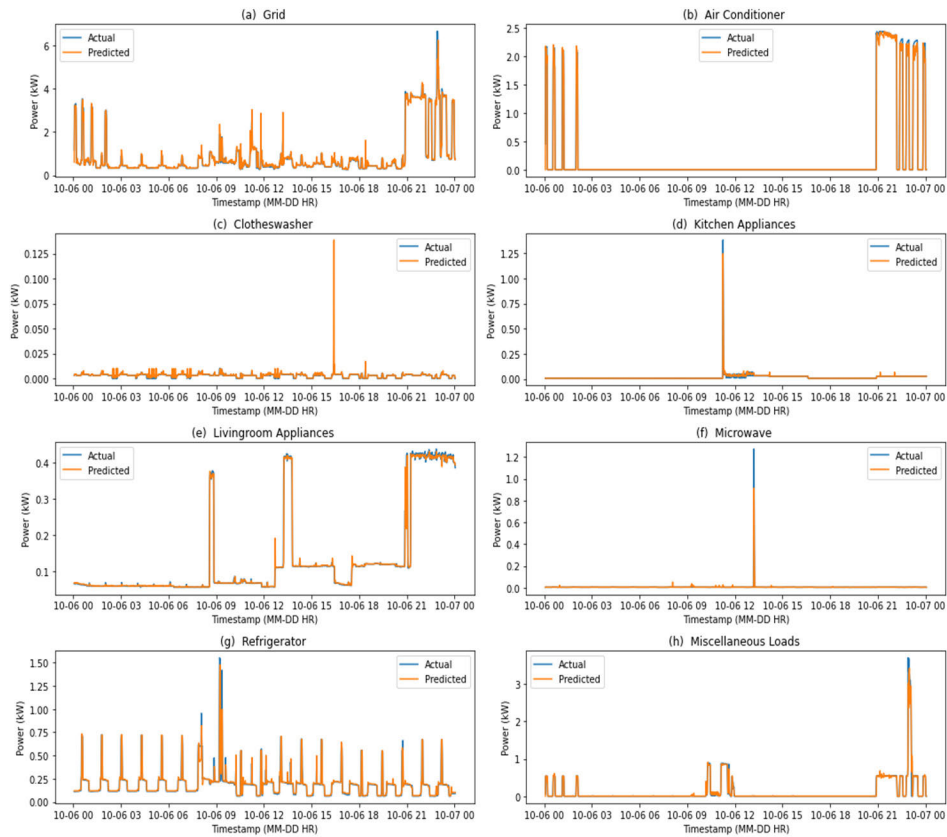 (a) Grid
Actual
Predicted
Power (kW)
6
4
2
0
10-06 00 10-06 03 10-06 06 10-06 09 10-06 12 10-06 15 10-06 18 10-06 21 10-07 00
Timestamp (MM-DD HR)
(b) Air Conditioner
Actual
Predicted
Power (kW)
2.5
2.0
1.5
1.0
0.5
0.0
10-06 00 10-06 03 10-06 06 10-06 09 10-06 12 10-06 15 10-06 18 10-06 21 10-07 00
Timestamp (MM-DD HR)
(c) Clotheswasher
Actual
Predicted
Power (kW)
0.125
0.100
0.075
0.050
0.025
0.000
10-06 00 10-06 03 10-06 06 10-06 09 10-06 12 10-06 15 10-06 18 10-06 21 10-07 00
Timestamp (MM-DD HR)
(d) Kitchen Appliances
Actual
Predicted
Power (kW)
1.25
1.00
0.75
0.50
0.25
0.00
10-06 00 10-06 03 10-06 06 10-06 09 10-06 12 10-06 15 10-06 18 10-06 21 10-07 00
Timestamp (MM-DD HR)
(e) Livingroom Appliances
Actual
Predicted
Power (kW)
0.4
0.3
0.2
0.1
10-06 00 10-06 03 10-06 06 10-06 09 10-06 12 10-06 15 10-06 18 10-06 21 10-07 00
Timestamp (MM-DD HR)
(f) Microwave
Actual
Predicted
Power (kW)
1.2
1.0
0.8
0.6
0.4
0.2
0.0
10-06 00 10-06 03 10-06 06 10-06 09 10-06 12 10-06 15 10-06 18 10-06 21 10-07 00
Timestamp (MM-DD HR)
(g) Refrigerator
Actual
Predicted
Power (kW)
1.50
1.25
1.00
0.75
0.50
0.25
0.00
10-06 00 10-06 03 10-06 06 10-06 09 10-06 12 10-06 15 10-06 18 10-06 21 10-07 00
Timestamp (MM-DD HR)
(h) Miscellaneous Loads
Actual
Predicted
Power (kW)
3
2
1
0
10-06 00 10-06 03 10-06 06 10-06 09 10-06 12 10-06 15 10-06 18 10-06 21 10-07 00
Timestamp (MM-DD HR)